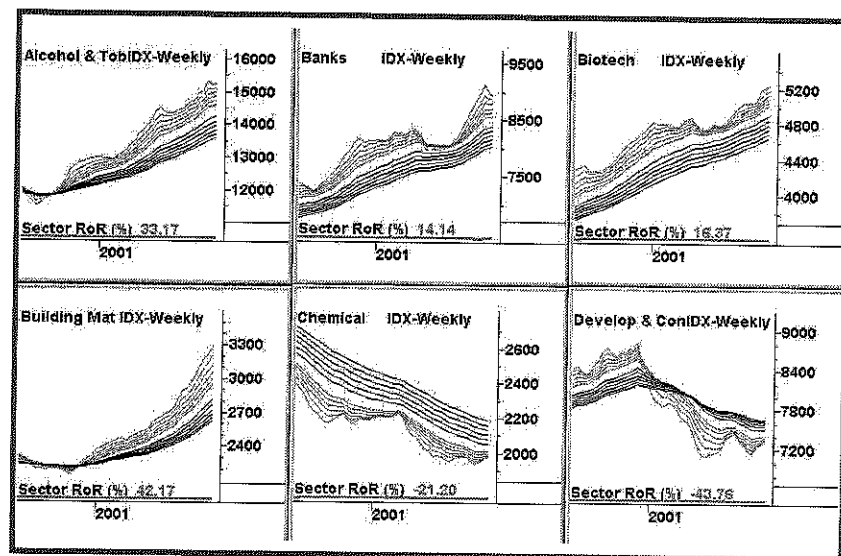 Alcohol & TobIDX-Weekly
16000
15000
14000
13000
12000
Sector RoR (%) 33.17
2001
Banks IDX-Weekly
9500
8500
7500
Sector RoR (%) 14.14
2001
Biotech IDX-Weekly
5200
4800
4400
4000
Sector RoR (%) 16.37
2001
Building Mat IDX-Weekly
3300
3000
2700
2400
Sector RoR (%) 42.17
2001
Chemical IDX-Weekly
2600
2400
2200
2000
Sector RoR (%) -21.20
2001
Develop & ConIDX-Weekly
9000
8400
7800
7200
Sector RoR (%) -43.76
2001